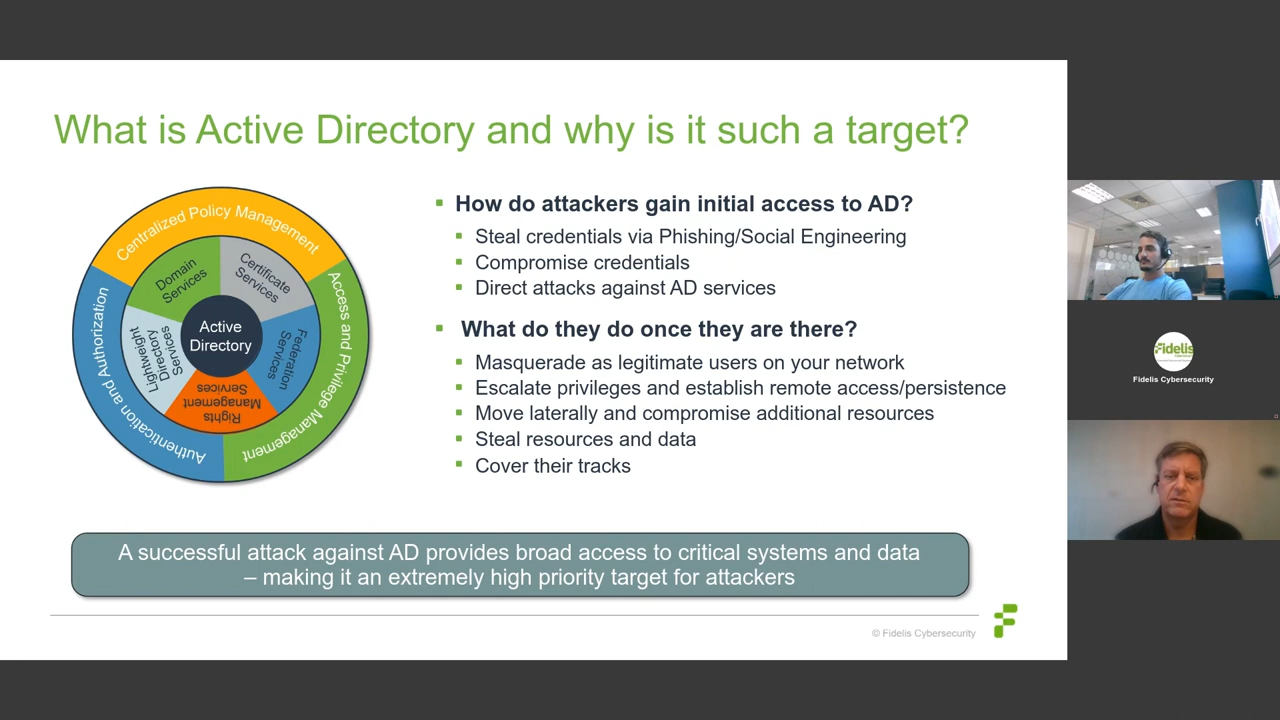 What is Active Directory and why is it such a target?
Centralized Policy Management
Access and Privilege Management
Authentication and Authorization
Domain
Services
Certificate
Services
Federation
Services
Rights
Management
Services
Lightweight
Directory
Services
Active
Directory
▪ How do attackers gain initial access to AD?
▪ Steal credentials via Phishing/Social Engineering
▪ Compromise credentials
▪ Direct attacks against AD services
▪ What do they do once they are there?
▪ Masquerade as legitimate users on your network
▪ Escalate privileges and establish remote access/persistence
▪ Move laterally and compromise additional resources
▪ Steal resources and data
▪ Cover their tracks
A successful attack against AD provides broad access to critical systems and data
– making it an extremely high priority target for attackers
© Fidelis Cybersecurity
Fidelis
Fidelis Cybersecurity